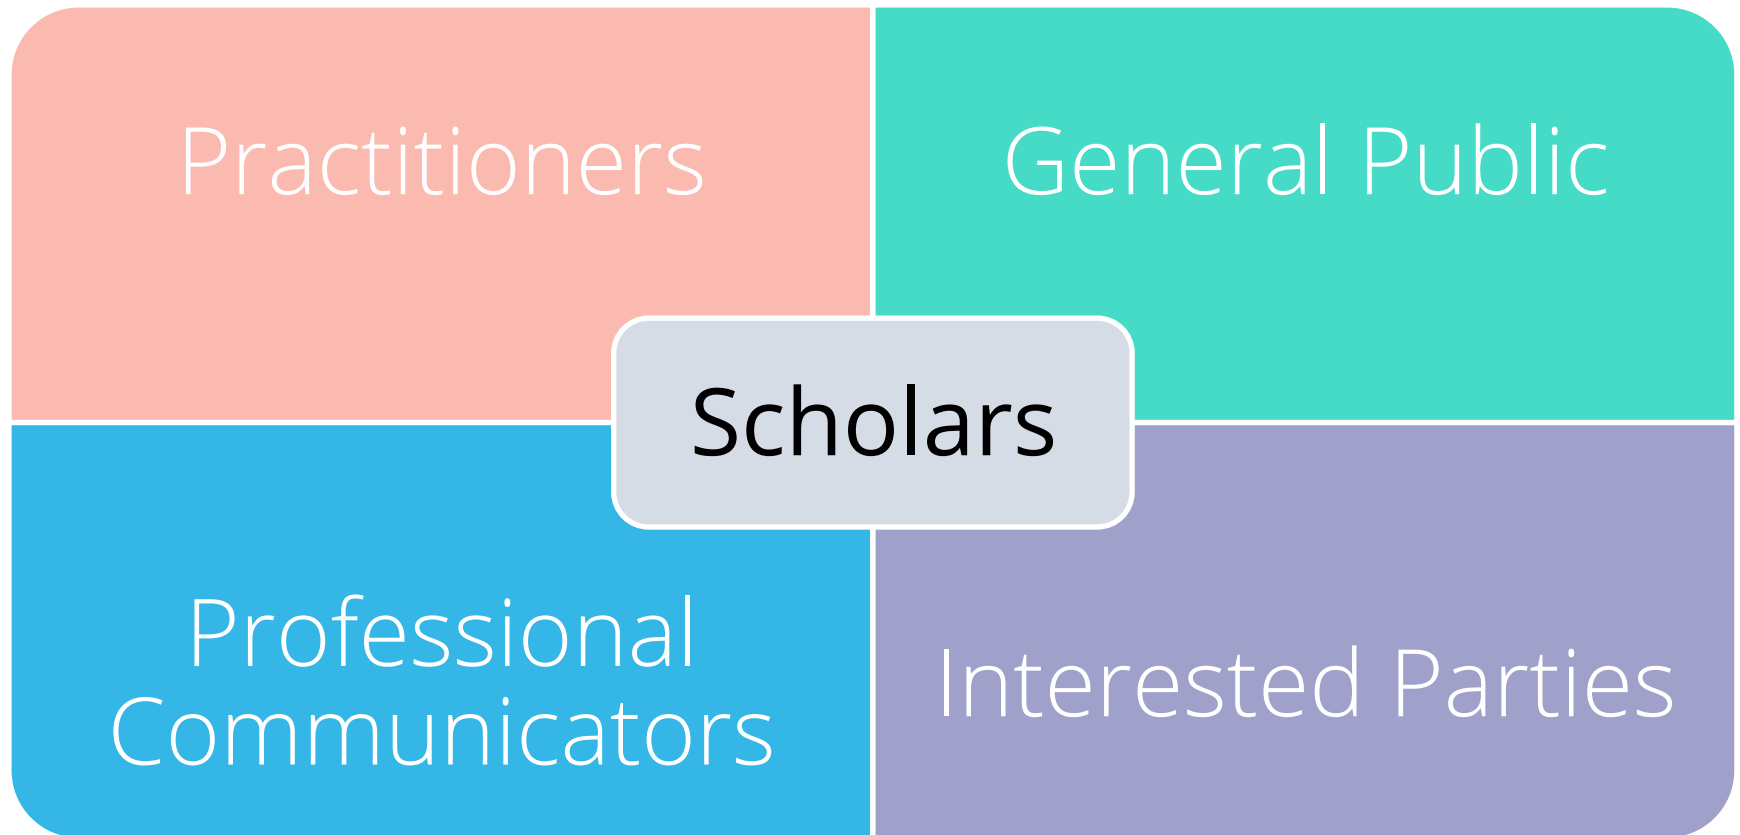 Practitioners
General Public
Scholars
Professional
Communicators
Interested Parties